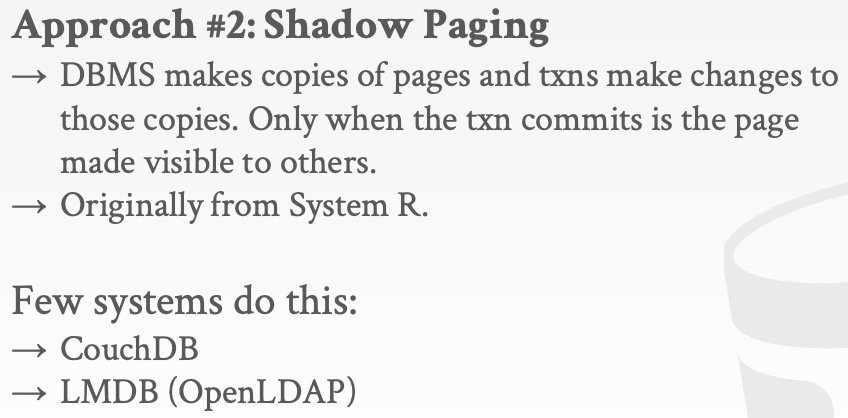 Approach #2: Shadow Paging
→ DBMS makes copies of pages and txns make changes to
those copies. Only when the txn commits is the page
made visible to others.
→ Originally from System R.
Few systems do this:
→ CouchDB
→ LMDB (OpenLDAP)